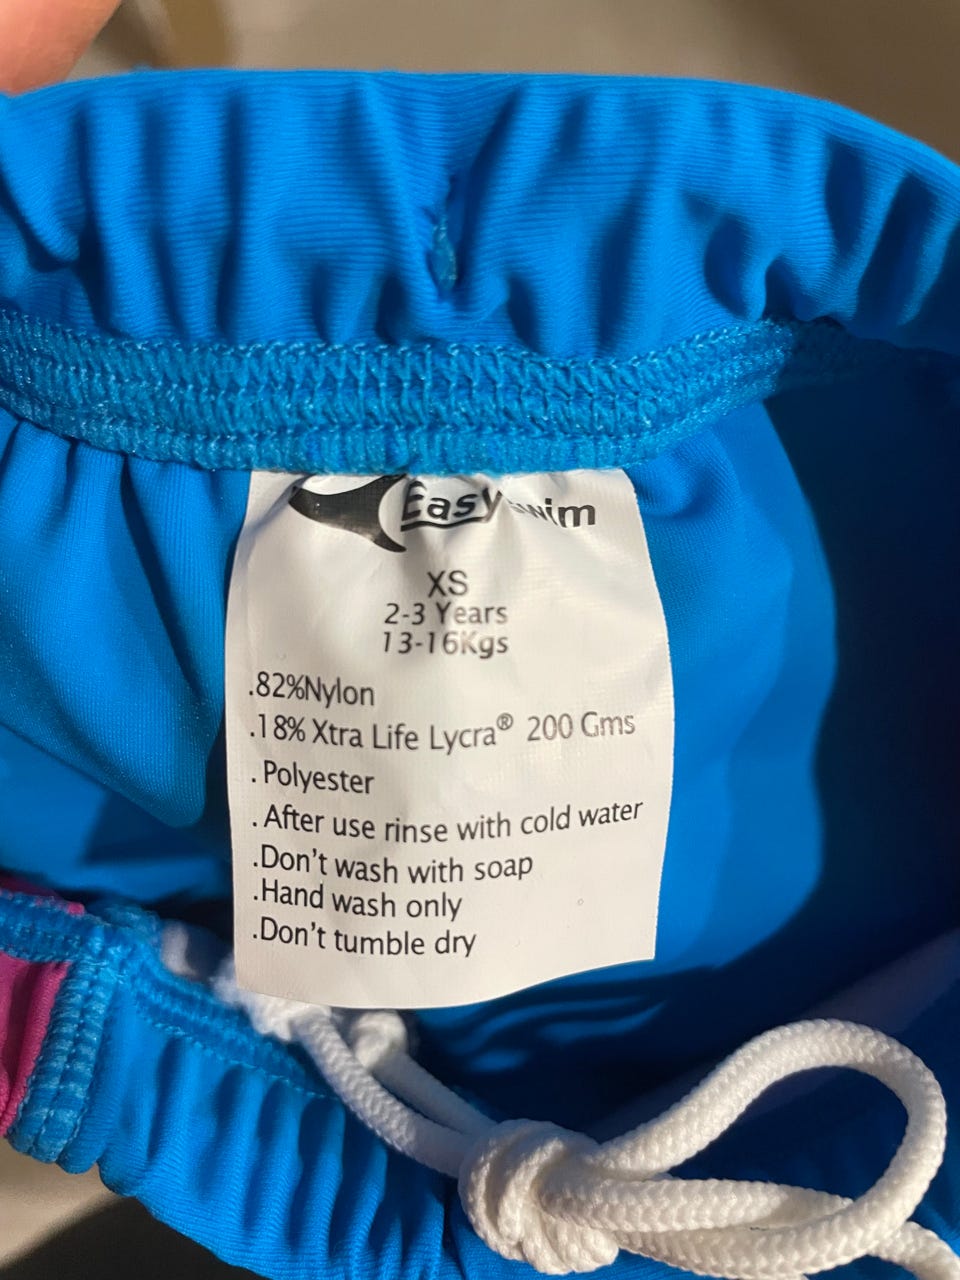 Easyswim
XS
2-3 Years
13-16Kgs
.82%Nylon
.18% Xtra Life Lycra® 200 Gms
. Polyester
. After use rinse with cold water
.Don't wash with soap
.Hand wash only
.Don't tumble dry